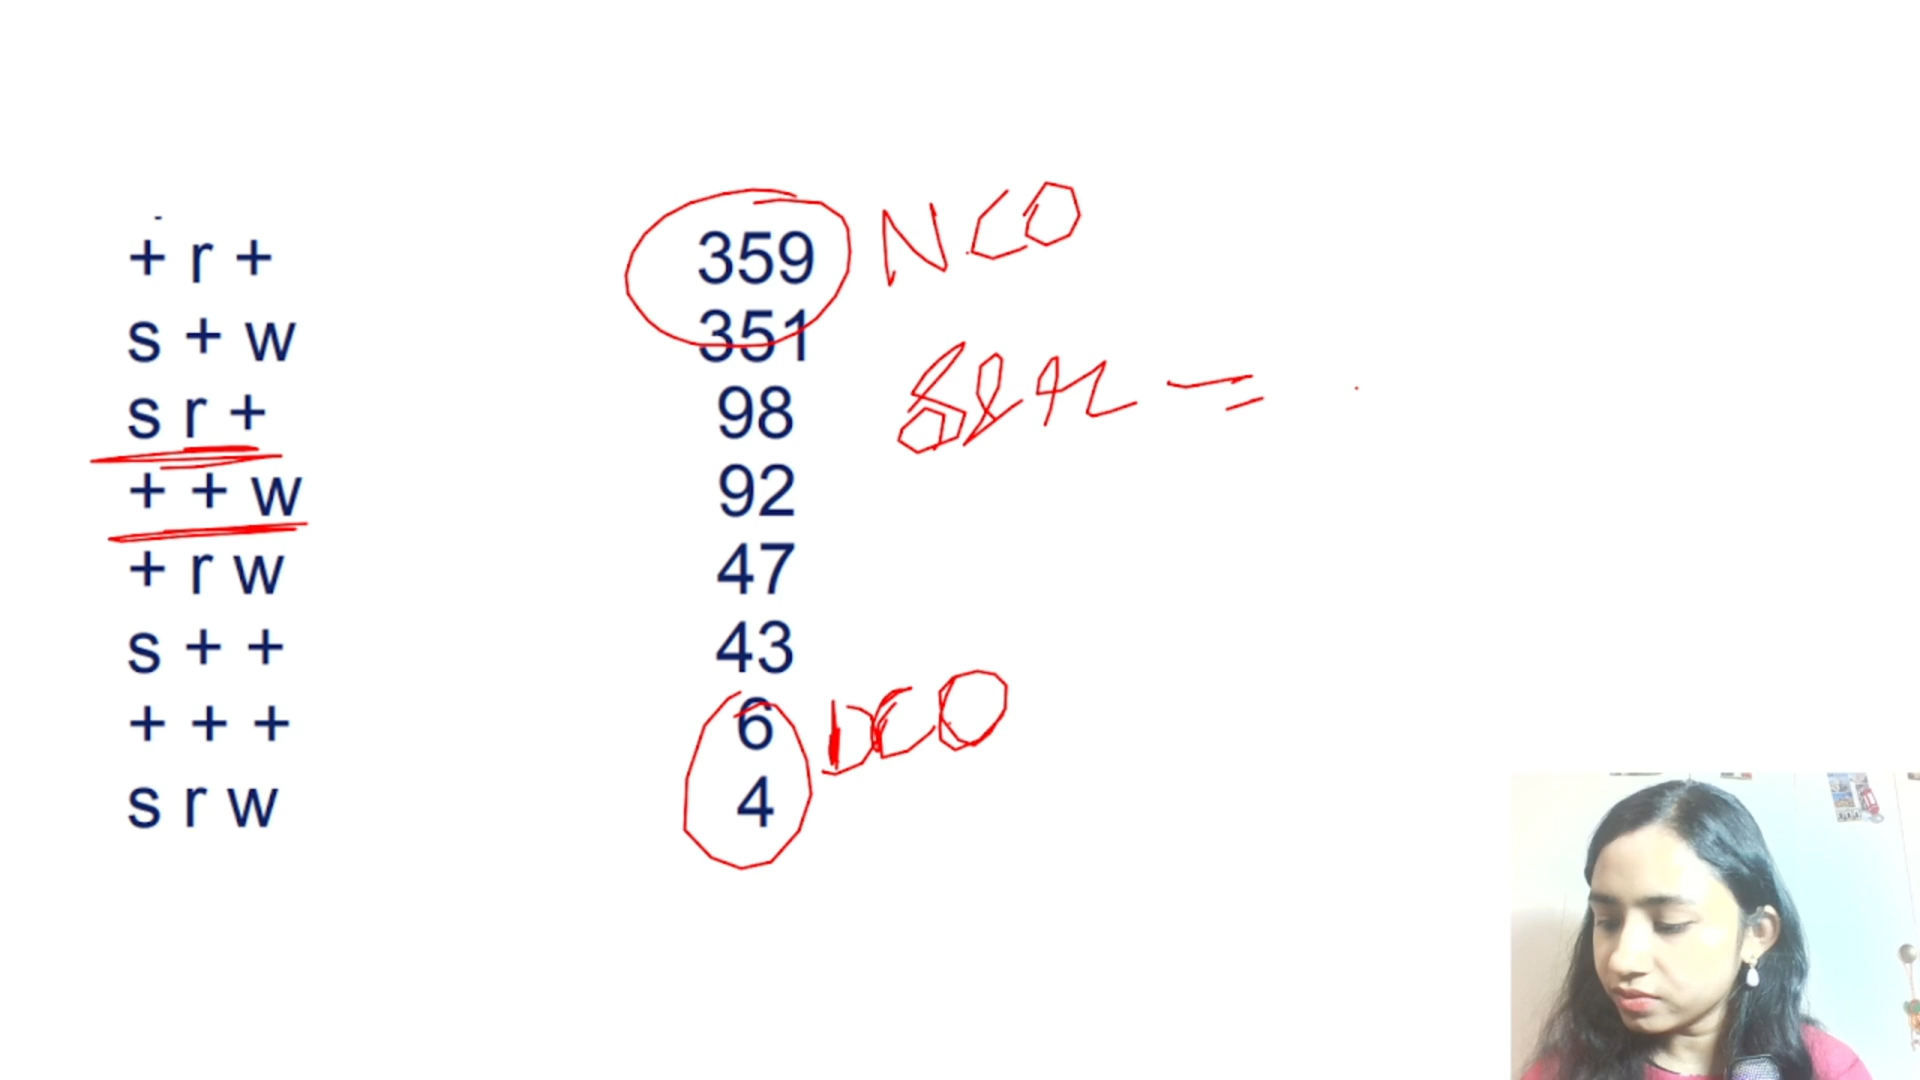 + r + 359 NCO
s + w 351
s r + 98
+ + w 92
+ r w 47
s + + 43
+ + + 6 DCO
s r w 4